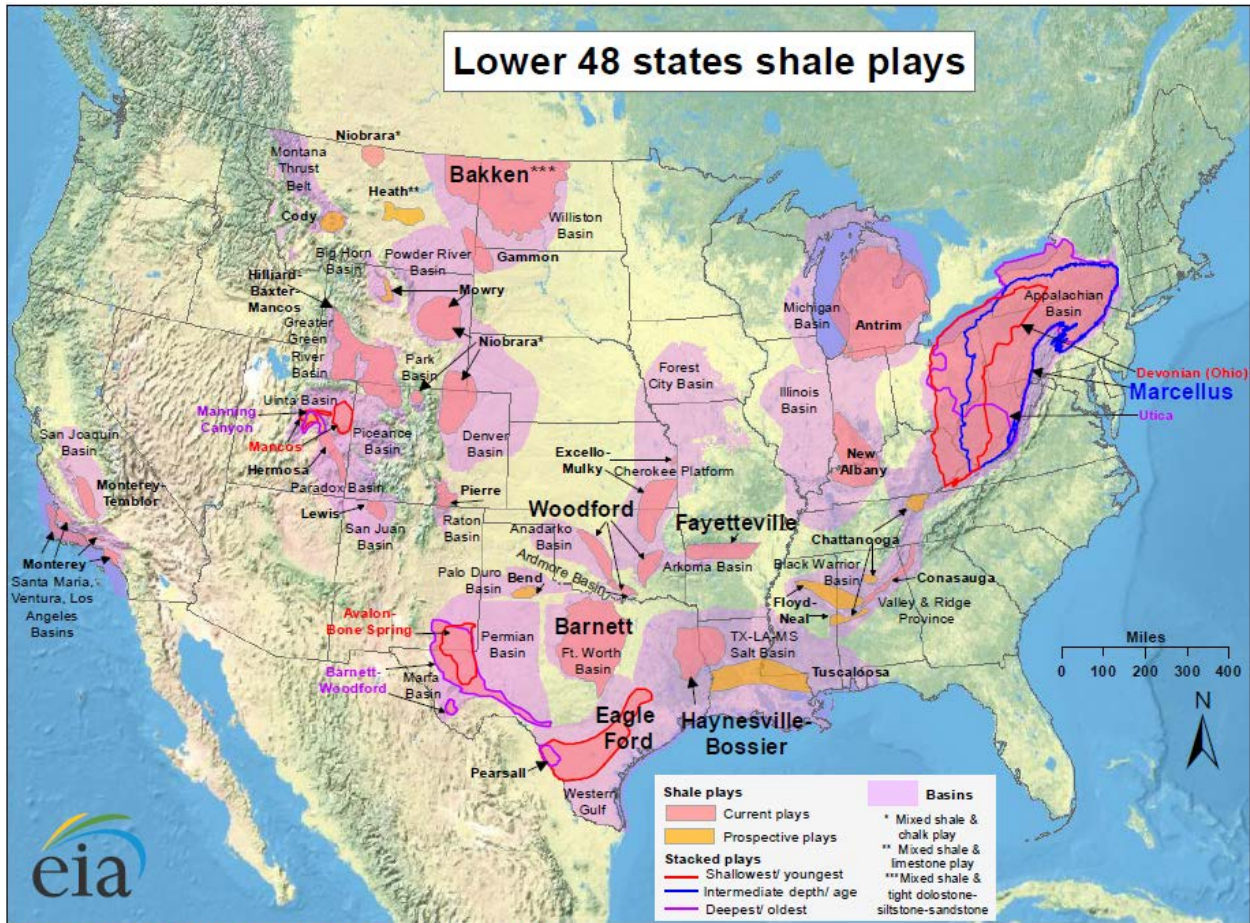 Lower 48 states shale plays
Niobrara*
Montana
Thrust
Belt
Bakken***
Heath**
Cody
Williston
Basin
Big Horn
Basin
Powder River
Basin
Gammon
Hilliard-
Baxter-
Mancos
Mowry
Greater
Green
River
Basin
Niobrara*
Park
Basin
Michigan
Basin
Antrim
Appalachian
Basin
Forest
City Basin
Illinois
Basin
Devonian (Ohio)
Marcellus
Utica
Uinta Basin
Manning
Canyon
Mancos
Piceance
Basin
Denver
Basin
Hermosa
Paradox Basin
San Joaquin
Basin
Monterey-
Temblor
Excello-
Mulky
Cherokee Platform
New
Albany
Lewis
San Juan
Basin
Pierre
Raton
Basin
Woodford
Anadarko
Basin
Ardmore Basin
Fayetteville
Arkoma Basin
Chattanooga
Black Warrior
Basin
Conasauga
Floyd-
Neal
Valley & Ridge
Province
Monterey
Santa Maria,
Ventura, Los
Angeles
Basins
Palo Duro
Basin
Bend
Avalon-
Bone Spring
Permian
Basin
Barnett
Ft. Worth
Basin
TX-LA-MS
Salt Basin
Tuscaloosa
Barnett-
Woodford
Marfa
Basin
Eagle
Ford
Haynesville-
Bossier
Pearsall
Western
Gulf
Miles
0 100 200 300 400
N
Shale plays
Current plays
Prospective plays
Stacked plays
Shallowest/ youngest
Intermediate depth/ age
Deepest/ oldest
Basins
* Mixed shale &
chalk play
** Mixed shale &
limestone play
***Mixed shale &
tight dolostone-
siltstone-sandstone
eia